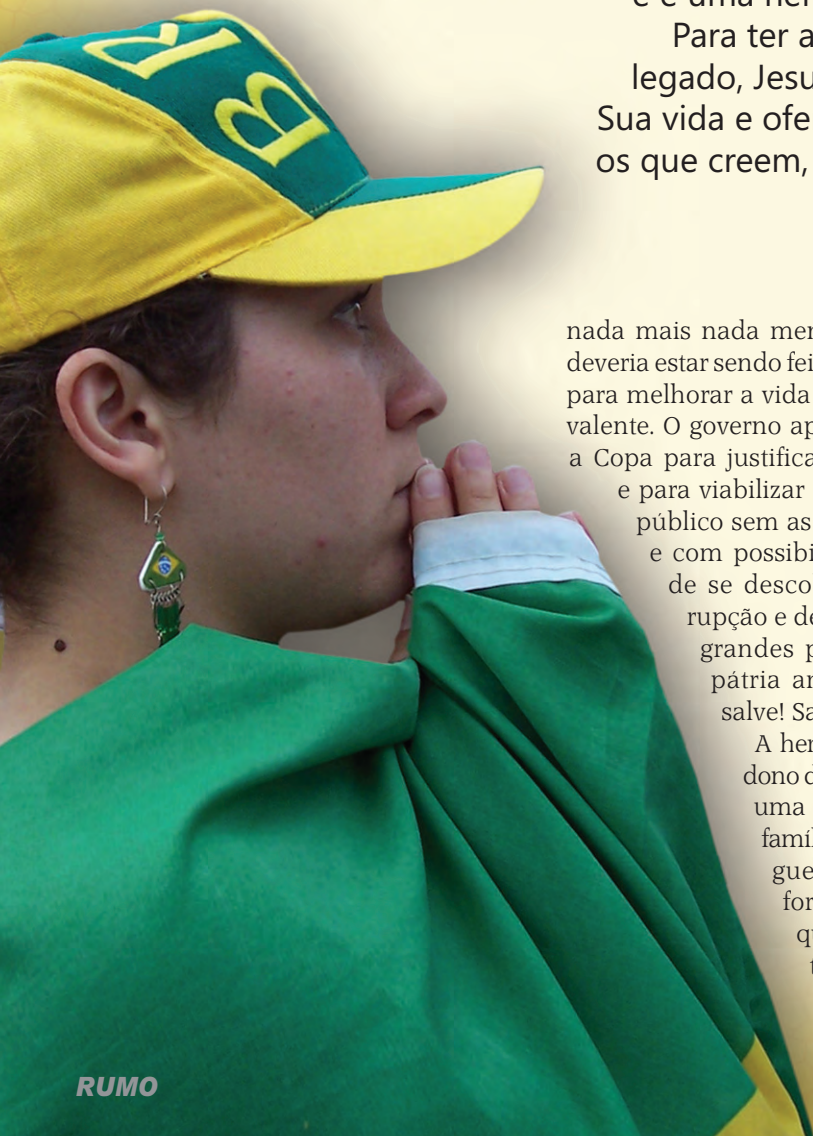 e é uma her
Para ter a
legado, Jesu
Sua vida e ofe
os que creem,
BR
nada mais nada mer
deveria estar sendo fei
para melhorar a vida
valente. O governo ap
a Copa para justifica
e para viabilizar
público sem as
e com possibi
de se desco
rupção e de
grandes p
pátria ar
salve! Sa
A her
dono d
uma
famíl
gue
for
qu
t
RUMO